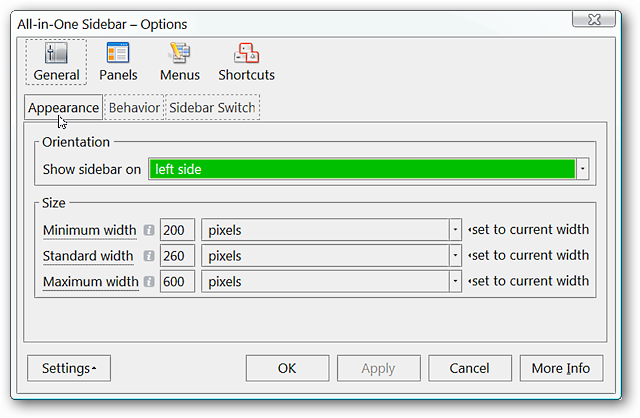 All-in-One Sidebar – Options
General Panels Menus Shortcuts
Appearance Behavior Sidebar Switch
Orientation
Show sidebar on left side
Size
Minimum width i 200 pixels set to current width
Standard width i 260 pixels set to current width
Maximum width i 600 pixels set to current width
Settings OK Apply Cancel More Info